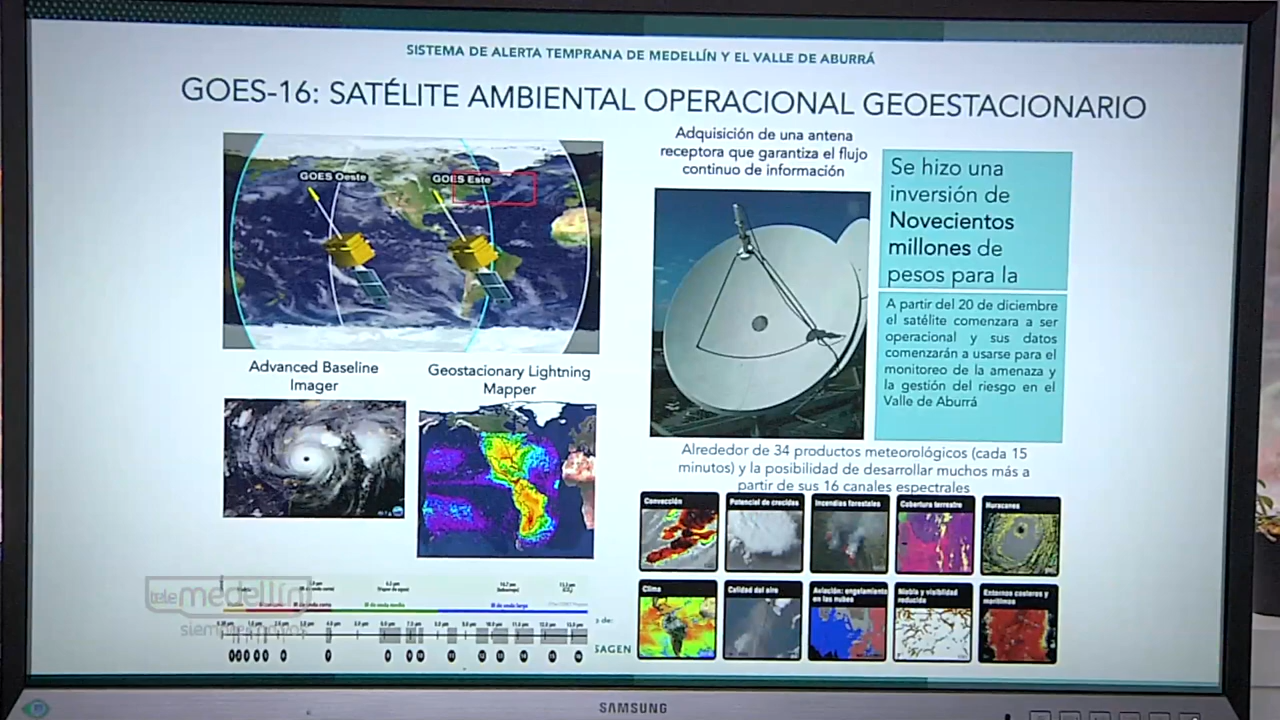 SISTEMA DE ALERTA TEMPRANA DE MEDELLÍN Y EL VALLE DE ABURRÁ
GOES-16: SATÉLITE AMBIENTAL OPERACIONAL GEOESTACIONARIO
GOES Oeste
GOES Este
Advanced Baseline
Imager
Geostacionary Lightning
Mapper
Adquisición de una antena
receptora que garantiza el flujo
continuo de información
Se hizo una
inversión de
Novecientos
millones de
pesos para la
A partir del 20 de diciembre
el satélite comenzara a ser
operacional y sus datos
comenzarán a usarse para el
monitoreo de la amenaza y
la gestión del riesgo en el
Valle de Aburrá
Alrededor de 34 productos meteorológicos (cada 15
minutos) y la posibilidad de desarrollar muchos más a
partir de sus 16 canales espectrales
Convección
Potencial de crecidas
Incendios forestales
Cobertura terrestre
Huracanes
Clima
Calidad del aire
Aviación: engelamiento
en las nubes
Niebla y visibilidad
reducida
Entornos costeros y
marítimos
telemedellín
SAGEN
SAMSUNG